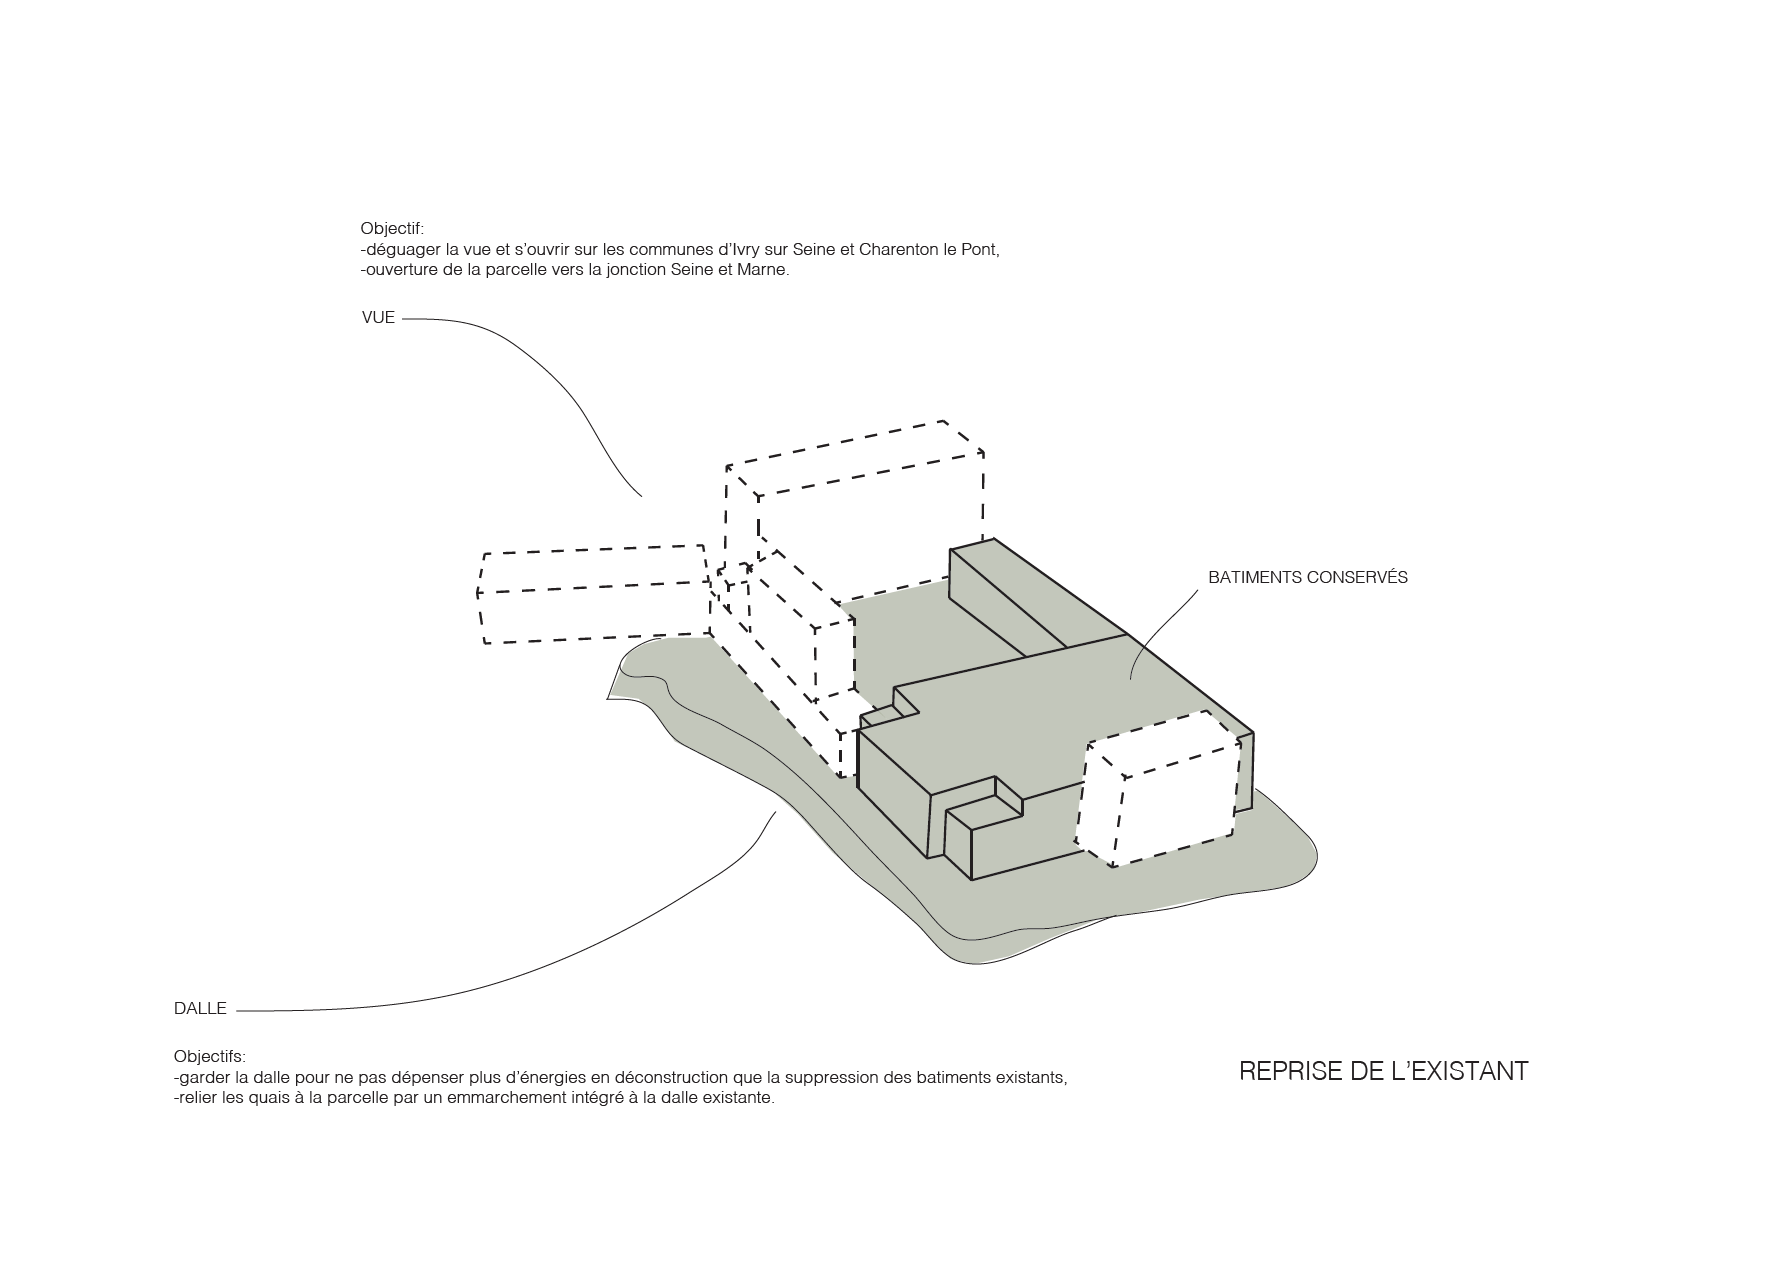 Objectif:
-déguager la vue et s’ouvrir sur les communes d’Ivry sur Seine et Charenton le Pont,
-ouverture de la parcelle vers la jonction Seine et Marne.
VUE
BATIMENTS CONSERVÉS
DALLE
Objectifs:
-garder la dalle pour ne pas dépenser plus d’énergies en déconstruction que la suppression des batiments existants,
-relier les quais à la parcelle par un emmarchement intégré à la dalle existante.
REPRISE DE L’EXISTANT